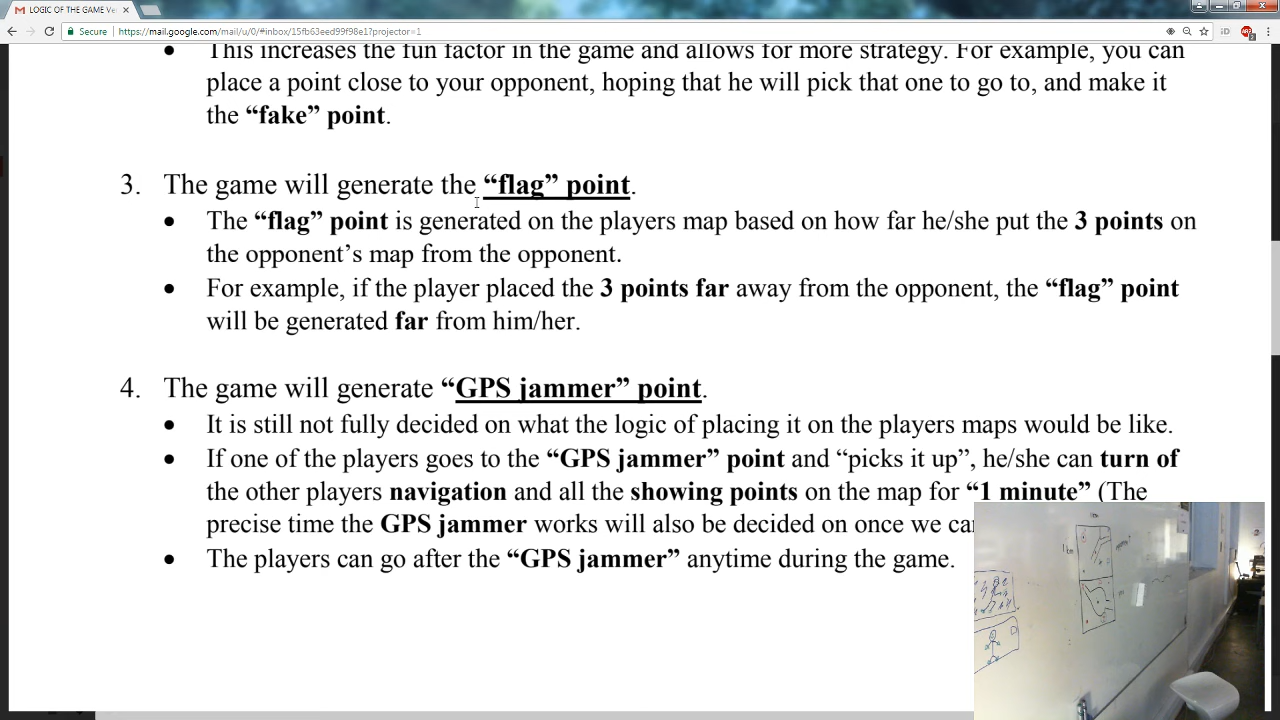 LOGIC OF THE GAME Ve
Secure https://mail.google.com/mail/u/0/#inbox/15fb63eed99f98e1?projector=1
• This increases the fun factor in the game and allows for more strategy. For example, you can
place a point close to your opponent, hoping that he will pick that one to go to, and make it
the “fake” point.
3. The game will generate the “flag” point.
• The “flag” point is generated on the players map based on how far he/she put the 3 points on
the opponent’s map from the opponent.
• For example, if the player placed the 3 points far away from the opponent, the “flag” point
will be generated far from him/her.
4. The game will generate “GPS jammer” point.
• It is still not fully decided on what the logic of placing it on the players maps would be like.
• If one of the players goes to the “GPS jammer” point and “picks it up”, he/she can turn of
the other players navigation and all the showing points on the map for “1 minute” (The
precise time the GPS jammer works will also be decided on once we can
• The players can go after the “GPS jammer” anytime during the game.